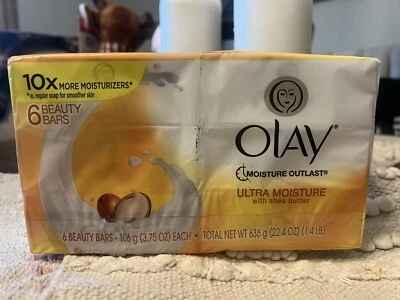 10x MORE MOISTURIZERS*
*vs. regular soap for smoother skin
6 BEAUTY
BARS
OLAY®
MOISTURE OUTLAST®
ULTRA MOISTURE
with shea butter
6 BEAUTY BARS - 106 g (3.75 OZ) EACH • TOTAL NET WT 636 g (22.4 OZ) (1.4 LB)